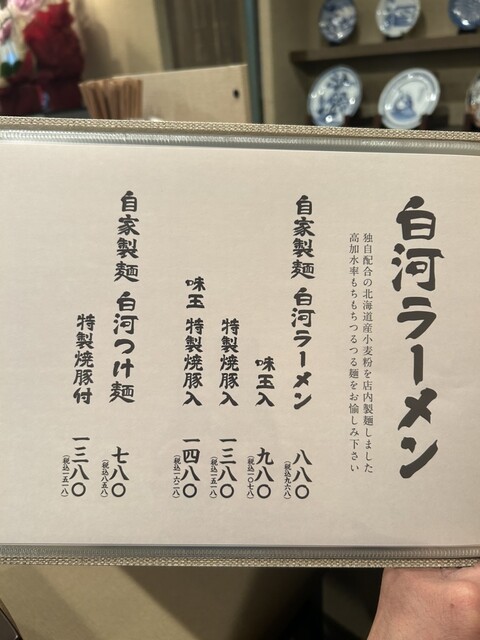 白河ラーメン
独自配合の北海道産小麦粉を店内製麺しました
高加水率もちもちつるつる麺をお愉しみ下さい
自家製麺 白河ラーメン 八八〇
(税込九六八)
味玉入 九八〇
(税込一〇七八)
特製焼豚入 一三八〇
(税込一五一八)
味玉 特製焼豚入 一四八〇
(税込一六二八)
自家製麺 白河つけ麺 七八〇
(税込八五八)
特製焼豚付 一三八〇
(税込一五一八)